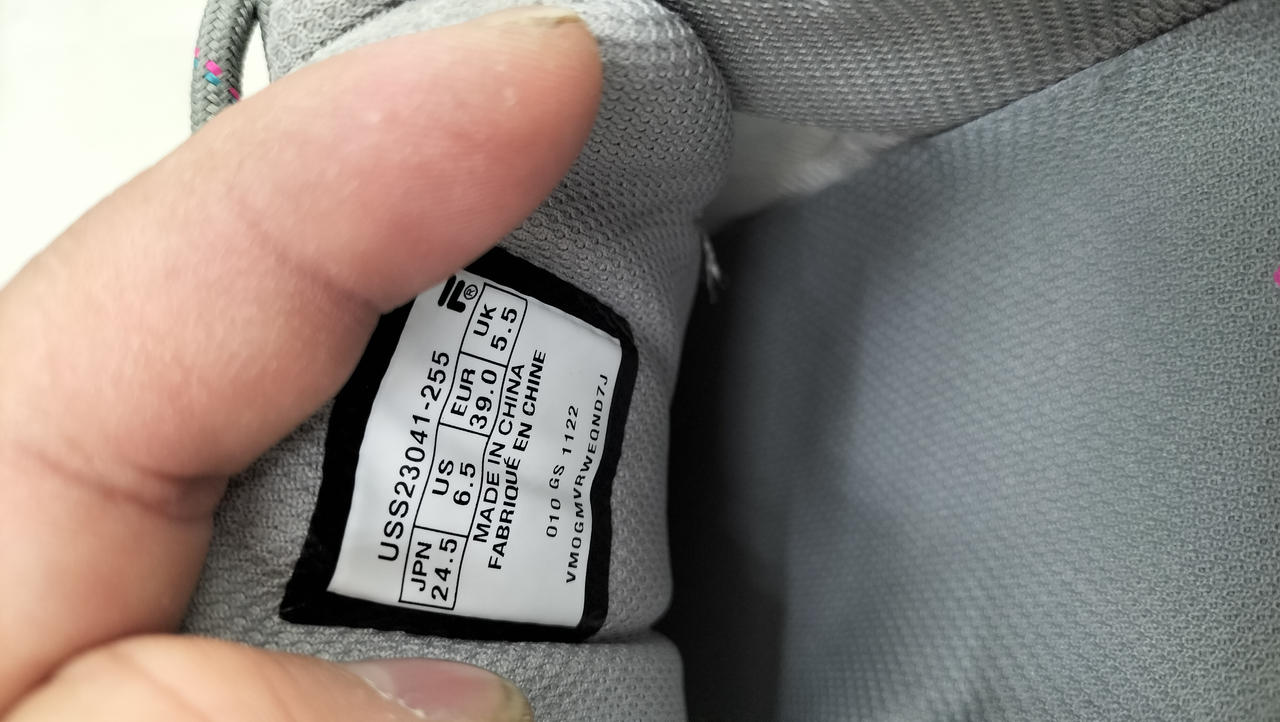 USS23041-255
JPN US EUR UK
24.5 6.5 39.0 5.5
MADE IN CHINA
FABRIQUÉ EN CHINE
010 GS 1122
VMOGMVRWEQND7J